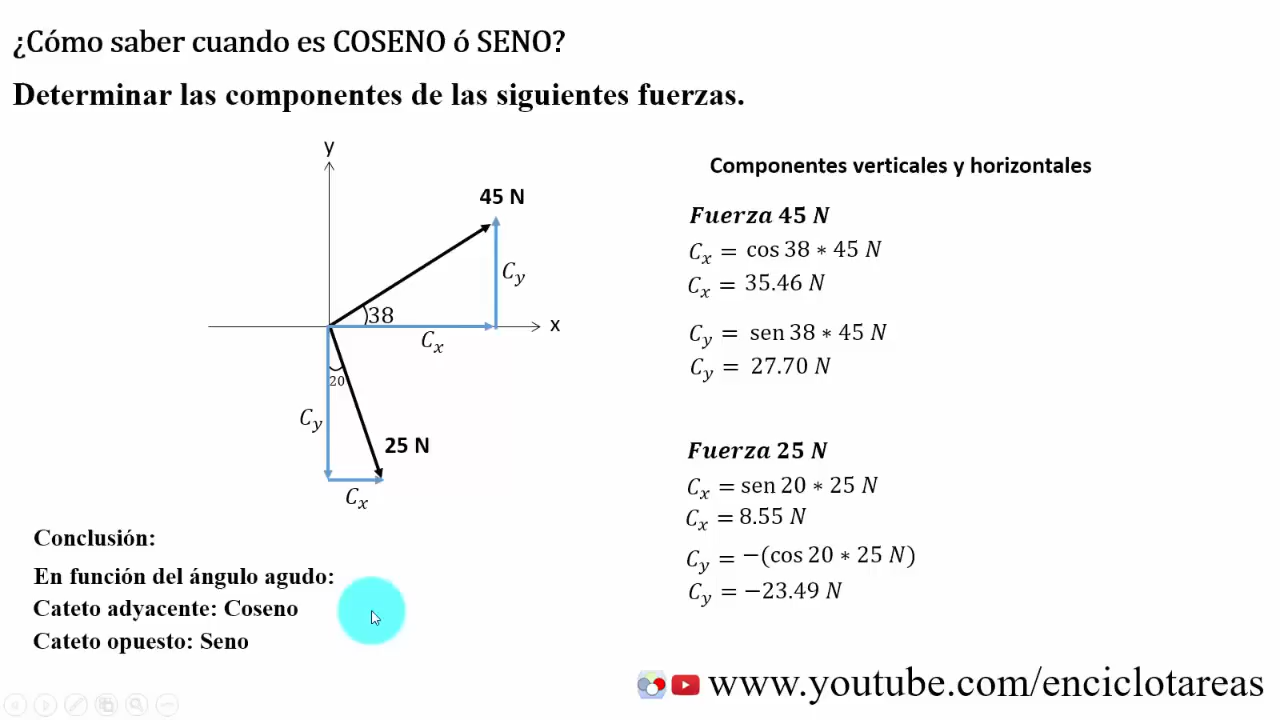 ¿Cómo saber cuando es COSENO ó SENO?
Determinar las componentes de las siguientes fuerzas.
y
45 N
C_y
38
x
C_x
20
C_y
25 N
C_x
Conclusión:
En función del ángulo agudo:
Cateto adyacente: Coseno
Cateto opuesto: Seno
Componentes verticales y horizontales
Fuerza 45 N
C_x = cos 38 * 45 N
C_x = 35.46 N
C_y = sen 38 * 45 N
C_y = 27.70 N
Fuerza 25 N
C_x = sen 20 * 25 N
C_x = 8.55 N
C_y = −(cos 20 * 25 N)
C_y = −23.49 N
www.youtube.com/enciclotareas